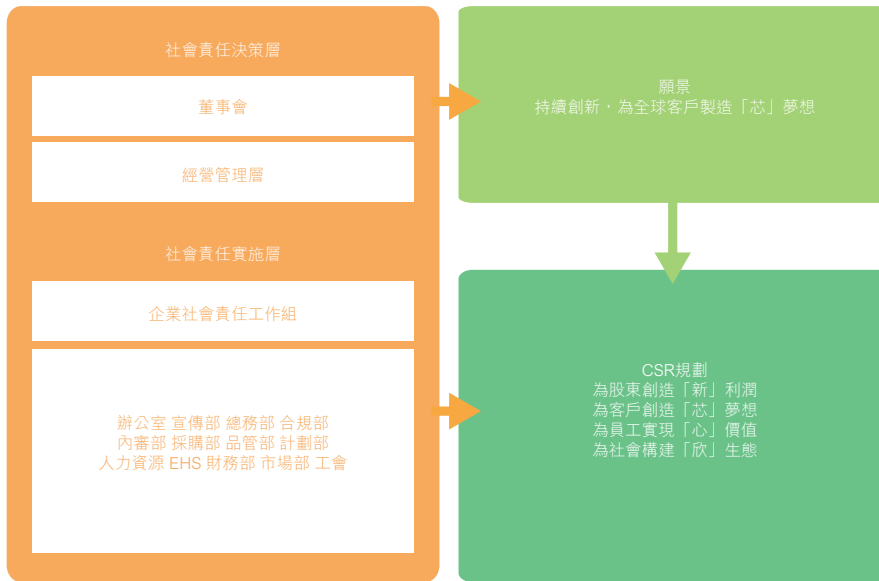 社會責任決策層
董事會
經營管理層
社會責任實施層
企業社會責任工作組
辦公室 宣傳部 總務部 合規部
內審部 採購部 品管部 計劃部
人力資源 EHS 財務部 市場部 工會
願景
持續創新，為全球客戶製造「芯」夢想
CSR規劃
為股東創造「新」利潤
為客戶創造「芯」夢想
為員工實現「心」價值
為社會構建「欣」生態